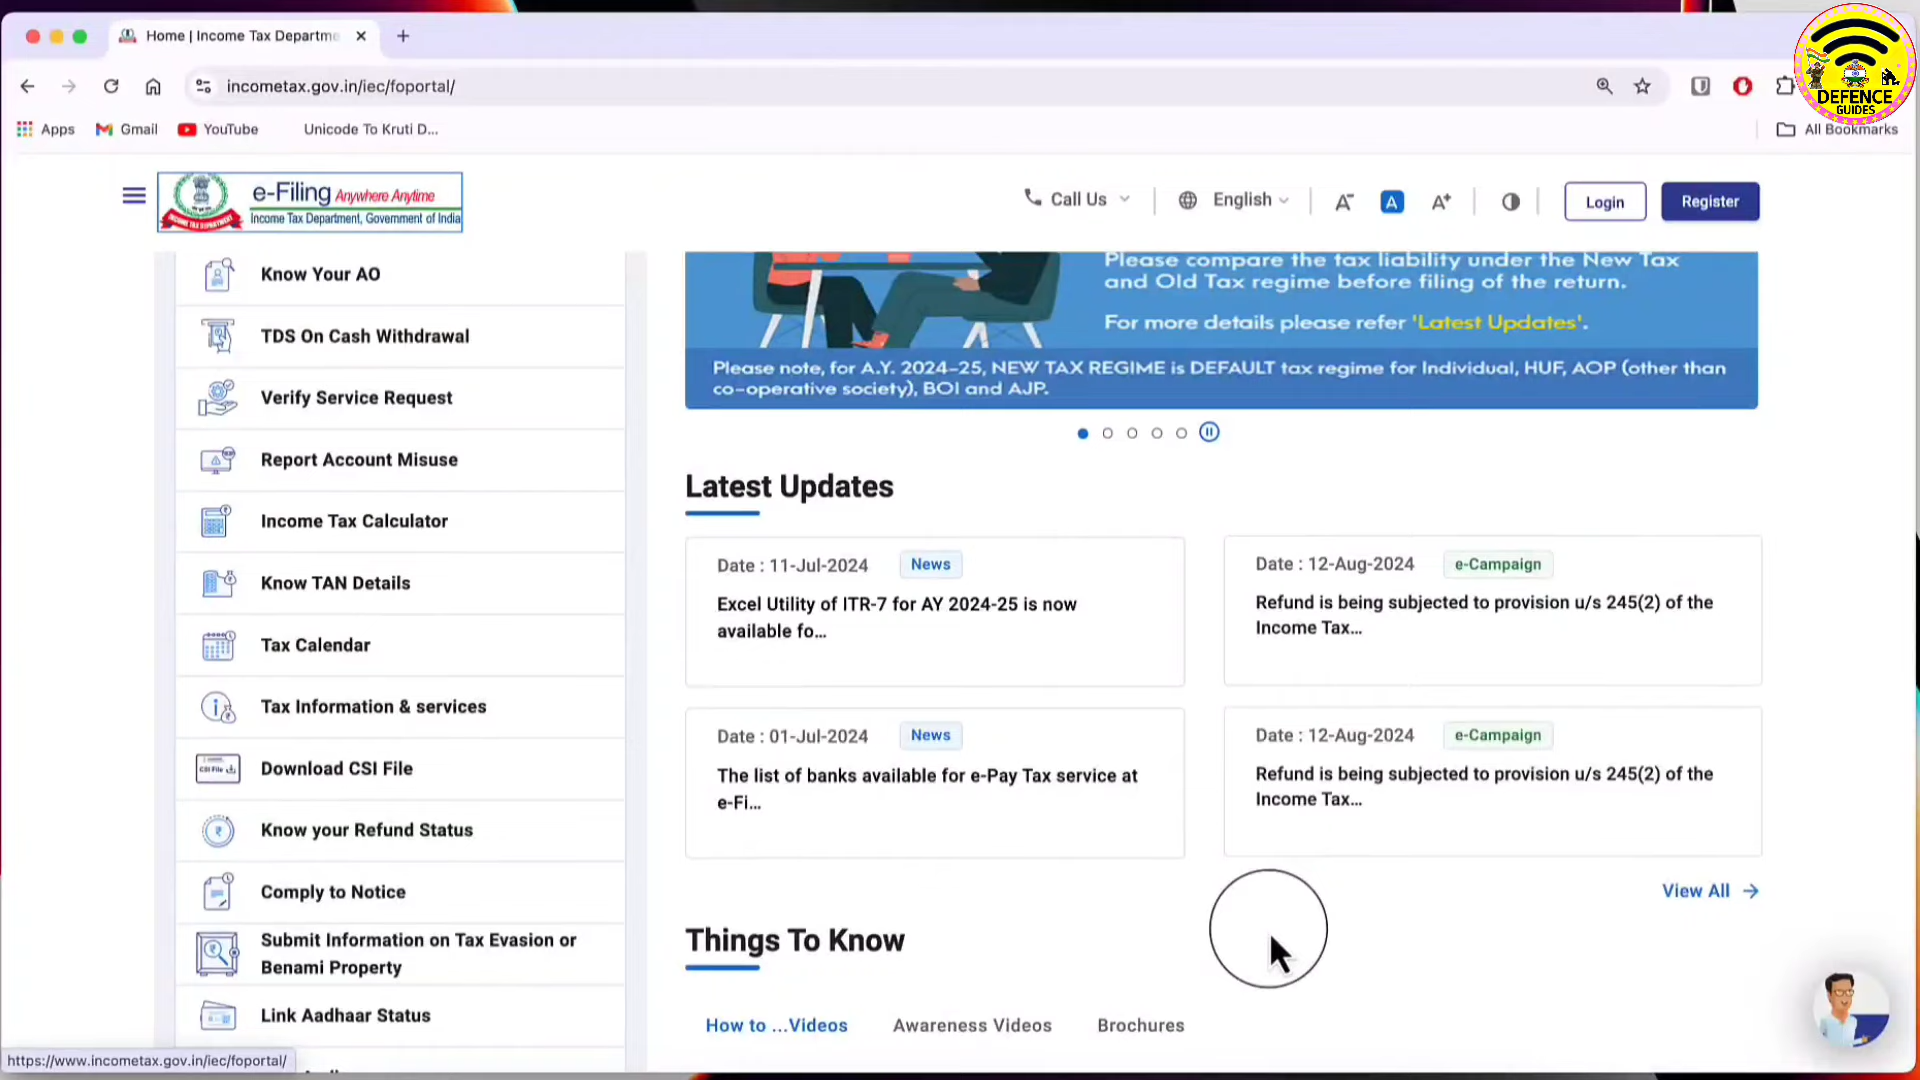 Home | Income Tax Departme
incometax.gov.in/iec/foportal/
DEFENCE
GUIDES
Apps
Gmail
YouTube
Unicode To Kruti D...
All Bookmarks
e-Filing Anywhere Anytime
Income Tax Department, Government of India
Call Us
English
A-
A
A+
Login
Register
Know Your AO
TDS On Cash Withdrawal
Verify Service Request
Report Account Misuse
Income Tax Calculator
Know TAN Details
Tax Calendar
Tax Information & services
Download CSI File
Know your Refund Status
Comply to Notice
Submit Information on Tax Evasion or
Benami Property
Link Aadhaar Status
Please compare the tax liability under the New Tax
and Old Tax regime before filing of the return.
For more details please refer 'Latest Updates'.
Please note, for A.Y. 2024-25, NEW TAX REGIME is DEFAULT tax regime for Individual, HUF, AOP (other than
co-operative society), BOI and AJP.
Latest Updates
Date : 11-Jul-2024 News
Excel Utility of ITR-7 for AY 2024-25 is now
available fo...
Date : 12-Aug-2024 e-Campaign
Refund is being subjected to provision u/s 245(2) of the
Income Tax...
Date : 01-Jul-2024 News
The list of banks available for e-Pay Tax service at
e-Fi...
Date : 12-Aug-2024 e-Campaign
Refund is being subjected to provision u/s 245(2) of the
Income Tax...
View All
Things To Know
How to ...Videos
Awareness Videos
Brochures
https://www.incometax.gov.in/iec/foportal/